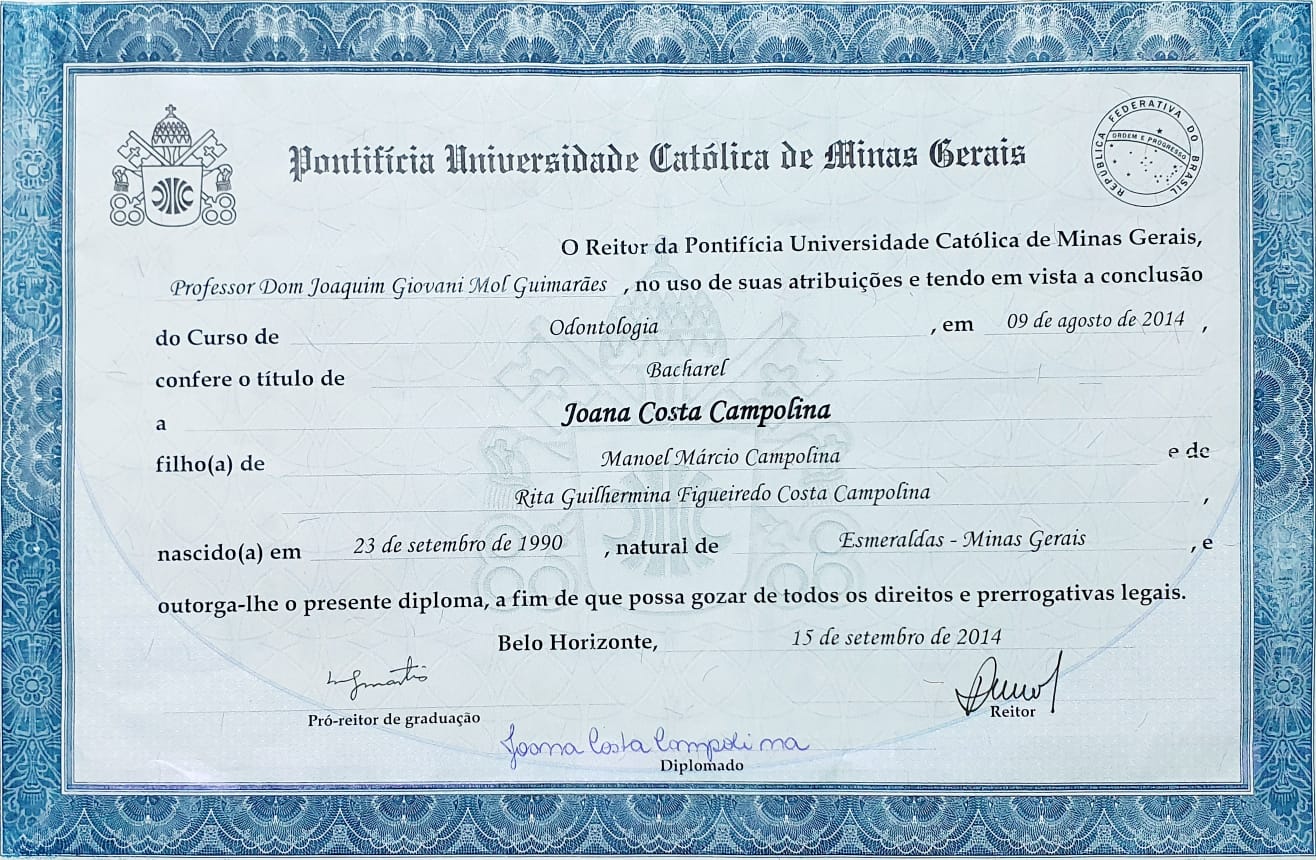 Pontifícia Universidade Católica de Minas Gerais
REPÚBLICA FEDERATIVA DO BRASIL
ORDEM E PROGRESSO
O Reitor da Pontifícia Universidade Católica de Minas Gerais,
Professor Dom Joaquim Giovani Mol Guimarães , no uso de suas atribuições e tendo em vista a conclusão
do Curso de Odontologia , em 09 de agosto de 2014 ,
confere o título de Bacharel
a Joana Costa Campolina
filho(a) de Manoel Márcio Campolina e de
Rita Guilhermina Figueiredo Costa Campolina ,
nascido(a) em 23 de setembro de 1990 , natural de Esmeraldas - Minas Gerais , e
outorga-lhe o presente diploma, a fim de que possa gozar de todos os direitos e prerrogativas legais.
Belo Horizonte, 15 de setembro de 2014
Pró-reitor de graduação
Reitor
Joana Costa Campolina
Diplomado